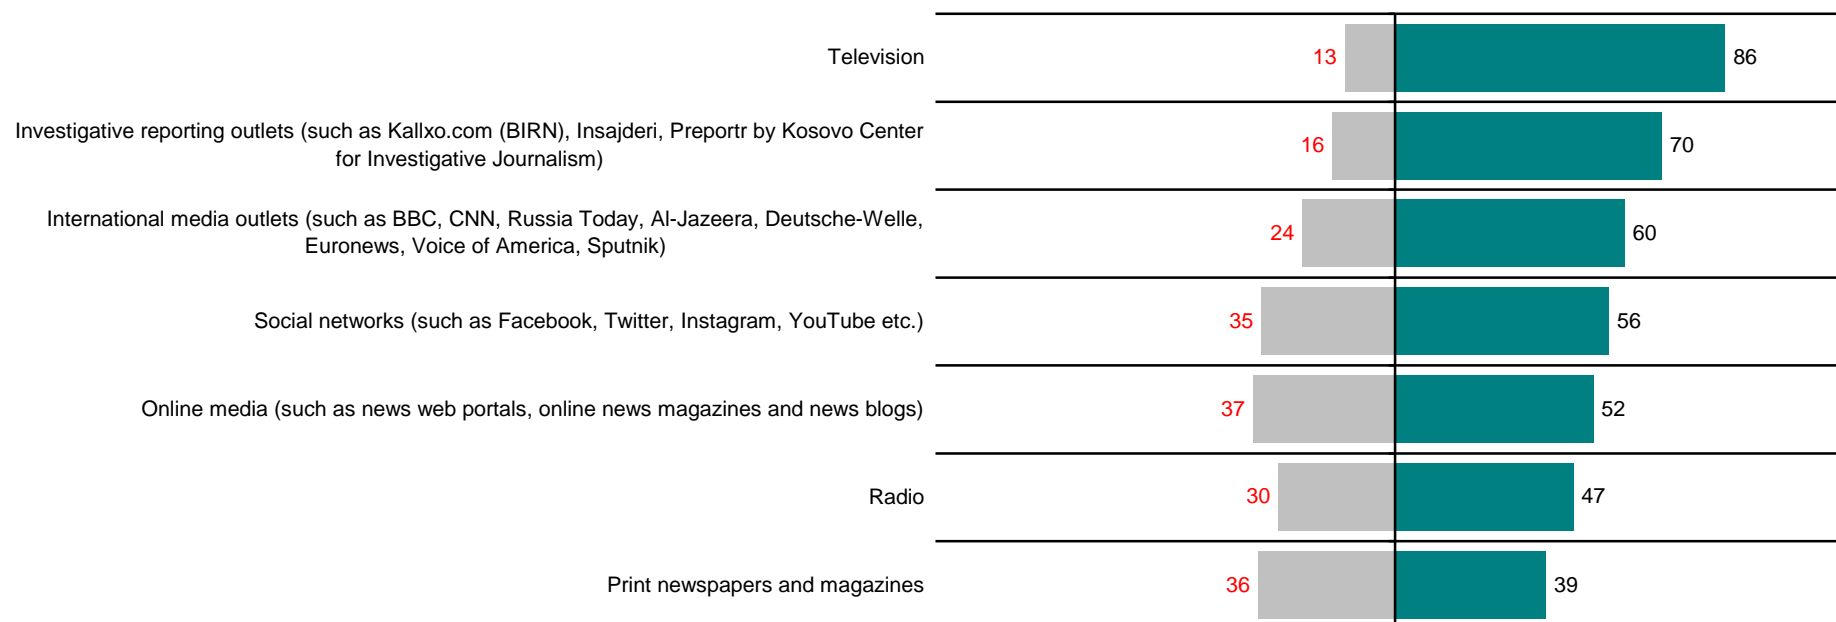 Television
13
86
Investigative reporting outlets (such as Kallxo.com (BIRN), Insajderi, Preportr by Kosovo Center
for Investigative Journalism)
16
70
International media outlets (such as BBC, CNN, Russia Today, Al-Jazeera, Deutsche-Welle,
Euronews, Voice of America, Sputnik)
24
60
Social networks (such as Facebook, Twitter, Instagram, YouTube etc.)
35
56
Online media (such as news web portals, online news magazines and news blogs)
37
52
Radio
30
47
Print newspapers and magazines
36
39